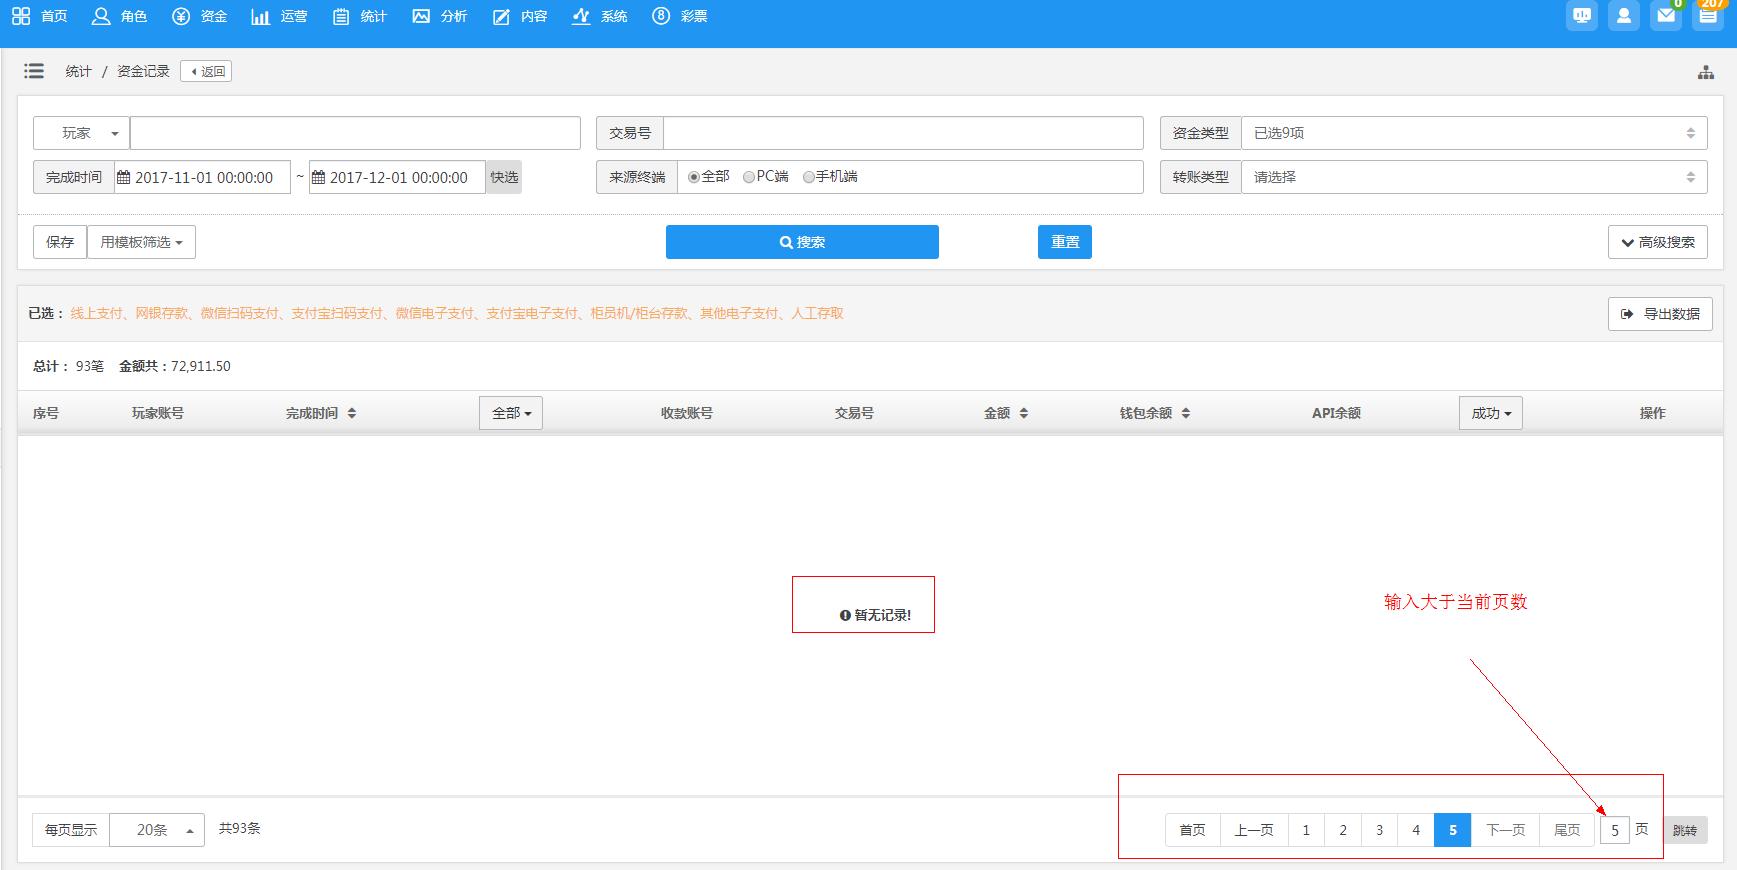 首页 角色 资金 运营 统计 分析 内容 系统 彩票 0 207
统计 / 资金记录 返回
玩家 交易号 资金类型 已选9项
完成时间 2017-11-01 00:00:00 ~ 2017-12-01 00:00:00 快选 来源终端 全部 PC端 手机端 转账类型 请选择
保存 用模板筛选 搜索 重置 高级搜索
已选： 线上支付、网银存款、微信扫码支付、支付宝扫码支付、微信电子支付、支付宝电子支付、柜员机/柜台存款、其他电子支付、人工存取 导出数据
总计： 93笔 金额共：72,911.50
序号 玩家账号 完成时间 全部 收款账号 交易号 金额 钱包余额 API余额 成功 操作
输入大于当前页数
暂无记录!
每页显示 20条 共93条 首页 上一页 1 2 3 4 5 下一页 尾页 5 页 跳转